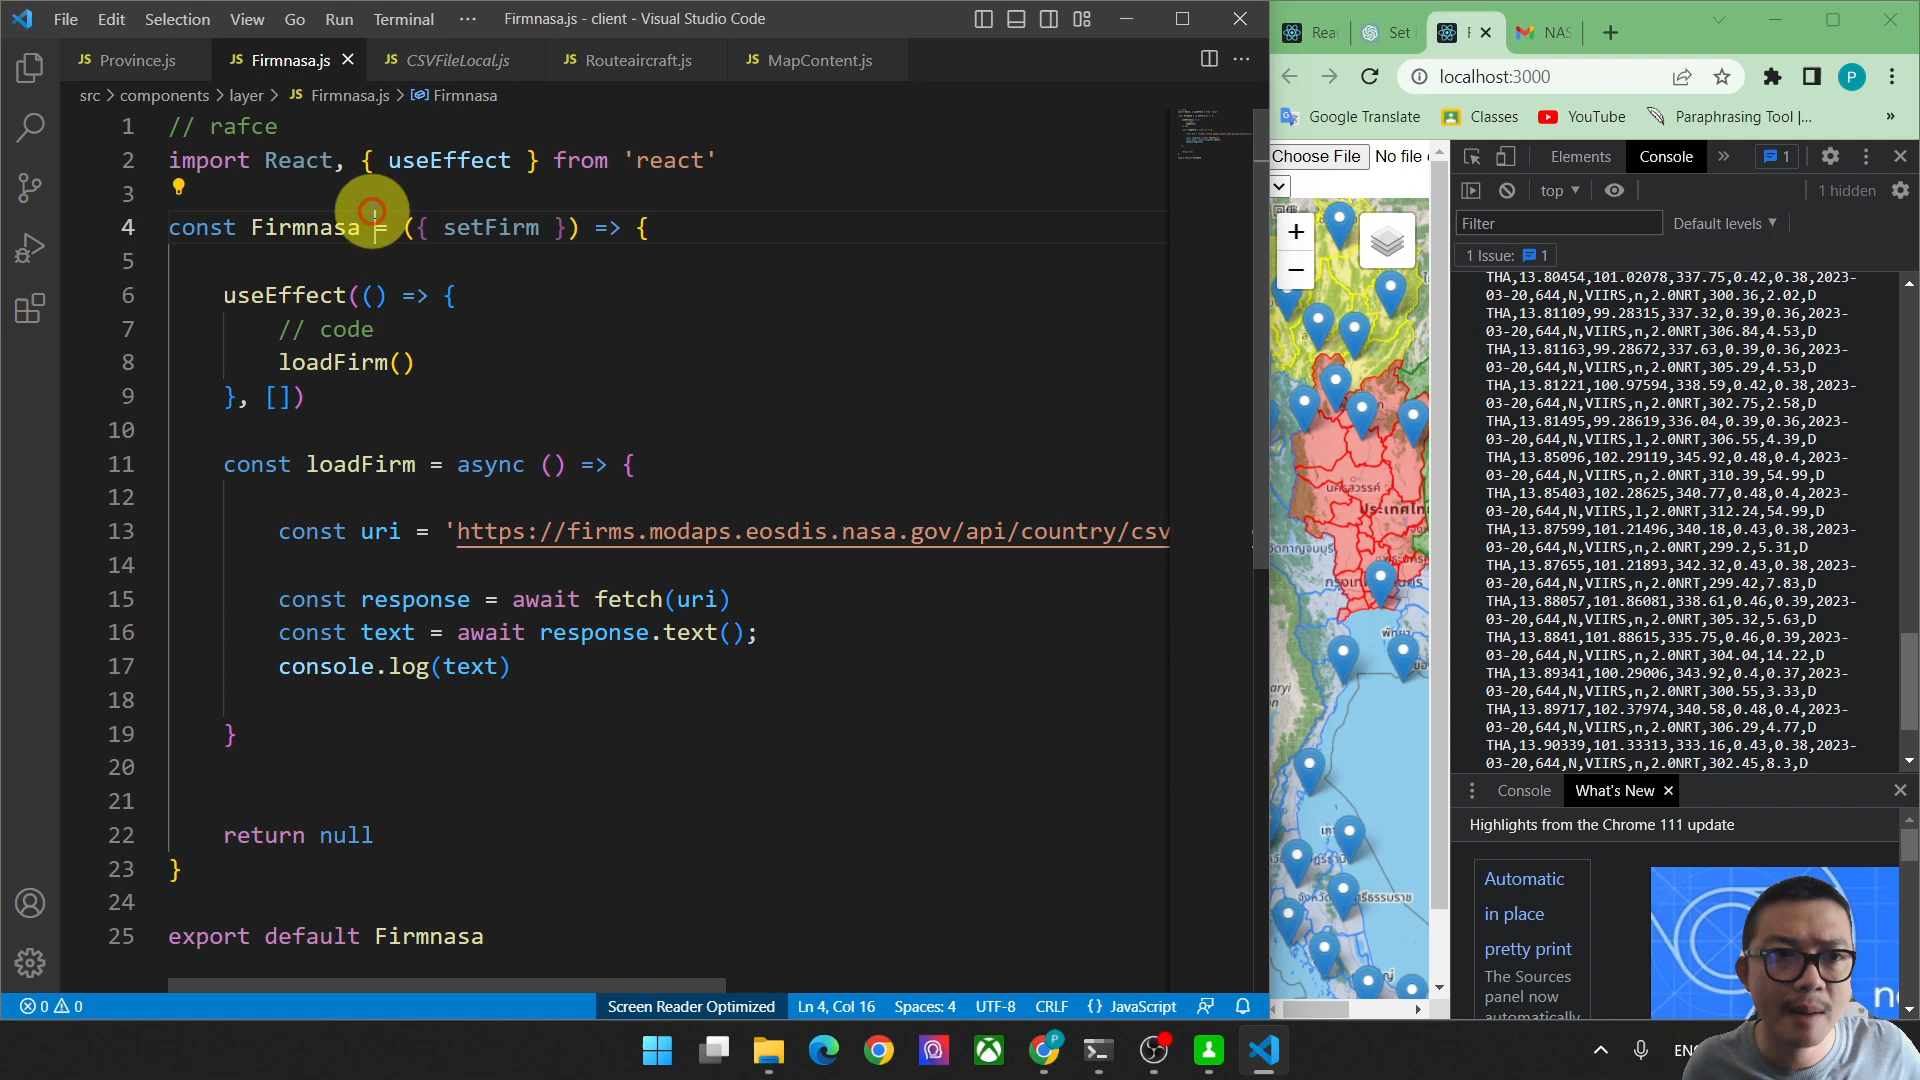 File Edit Selection View Go Run Terminal ··· Firmnasa.js - client - Visual Studio Code
JS Province.js JS Firmnasa.js JS CSVFileLocal.js JS Routeaircraft.js JS MapContent.js
src > components > layer > JS Firmnasa.js > Firmnasa
1 // rafce
2 import React, { useEffect } from 'react'
3
4 const Firmnasa = ({ setFirm }) => {
5
6 useEffect(() => {
7 // code
8 loadFirm()
9 }, [])
10
11 const loadFirm = async () => {
12
13 const uri = 'https://firms.modaps.eosdis.nasa.gov/api/country/csv
14
15 const response = await fetch(uri)
16 const text = await response.text();
17 console.log(text)
18
19 }
20
21
22 return null
23 }
24
25 export default Firmnasa
0 0 Screen Reader Optimized Ln 4, Col 16 Spaces: 4 UTF-8 CRLF {} JavaScript
Set NAS
localhost:3000 P
Google Translate Classes YouTube Paraphrasing Tool |... »
Choose File No file
+
−
นครสวรรค์
Elements Console » 1
top 1 hidden
Filter Default levels
1 Issue: 1
THA,13.80454,101.02078,337.75,0.42,0.38,2023-
03-20,644,N,VIIRS,n,2.0NRT,300.36,2.02,D
THA,13.81109,99.28315,337.32,0.39,0.36,2023-
03-20,644,N,VIIRS,n,2.0NRT,306.84,4.53,D
THA,13.81163,99.28672,337.63,0.39,0.36,2023-
03-20,644,N,VIIRS,n,2.0NRT,305.29,4.53,D
THA,13.81221,100.97594,338.59,0.42,0.38,2023-
03-20,644,N,VIIRS,n,2.0NRT,302.75,2.58,D
THA,13.81495,99.28619,336.04,0.39,0.36,2023-
03-20,644,N,VIIRS,l,2.0NRT,306.55,4.39,D
THA,13.85096,102.29119,345.92,0.48,0.4,2023-
03-20,644,N,VIIRS,n,2.0NRT,310.39,54.99,D
THA,13.85403,102.28625,340.77,0.48,0.4,2023-
03-20,644,N,VIIRS,l,2.0NRT,312.24,54.99,D
THA,13.87599,101.21496,340.18,0.43,0.38,2023-
03-20,644,N,VIIRS,n,2.0NRT,299.2,5.31,D
THA,13.87655,101.21893,342.32,0.43,0.38,2023-
03-20,644,N,VIIRS,n,2.0NRT,299.42,7.83,D
THA,13.88057,101.86081,338.61,0.46,0.39,2023-
03-20,644,N,VIIRS,n,2.0NRT,305.32,5.63,D
THA,13.8841,101.88615,335.75,0.46,0.39,2023-
03-20,644,N,VIIRS,n,2.0NRT,304.04,14.22,D
THA,13.89341,100.29006,343.92,0.4,0.37,2023-
03-20,644,N,VIIRS,n,2.0NRT,300.55,3.33,D
THA,13.89717,102.37974,340.58,0.48,0.4,2023-
03-20,644,N,VIIRS,n,2.0NRT,306.29,4.77,D
THA,13.90339,101.33313,333.16,0.43,0.38,2023-
03-20,644,N,VIIRS,n,2.0NRT,302.45,8.3,D
Console What's New
Highlights from the Chrome 111 update
Automatic
in place
pretty print
The Sources
panel now
automatically